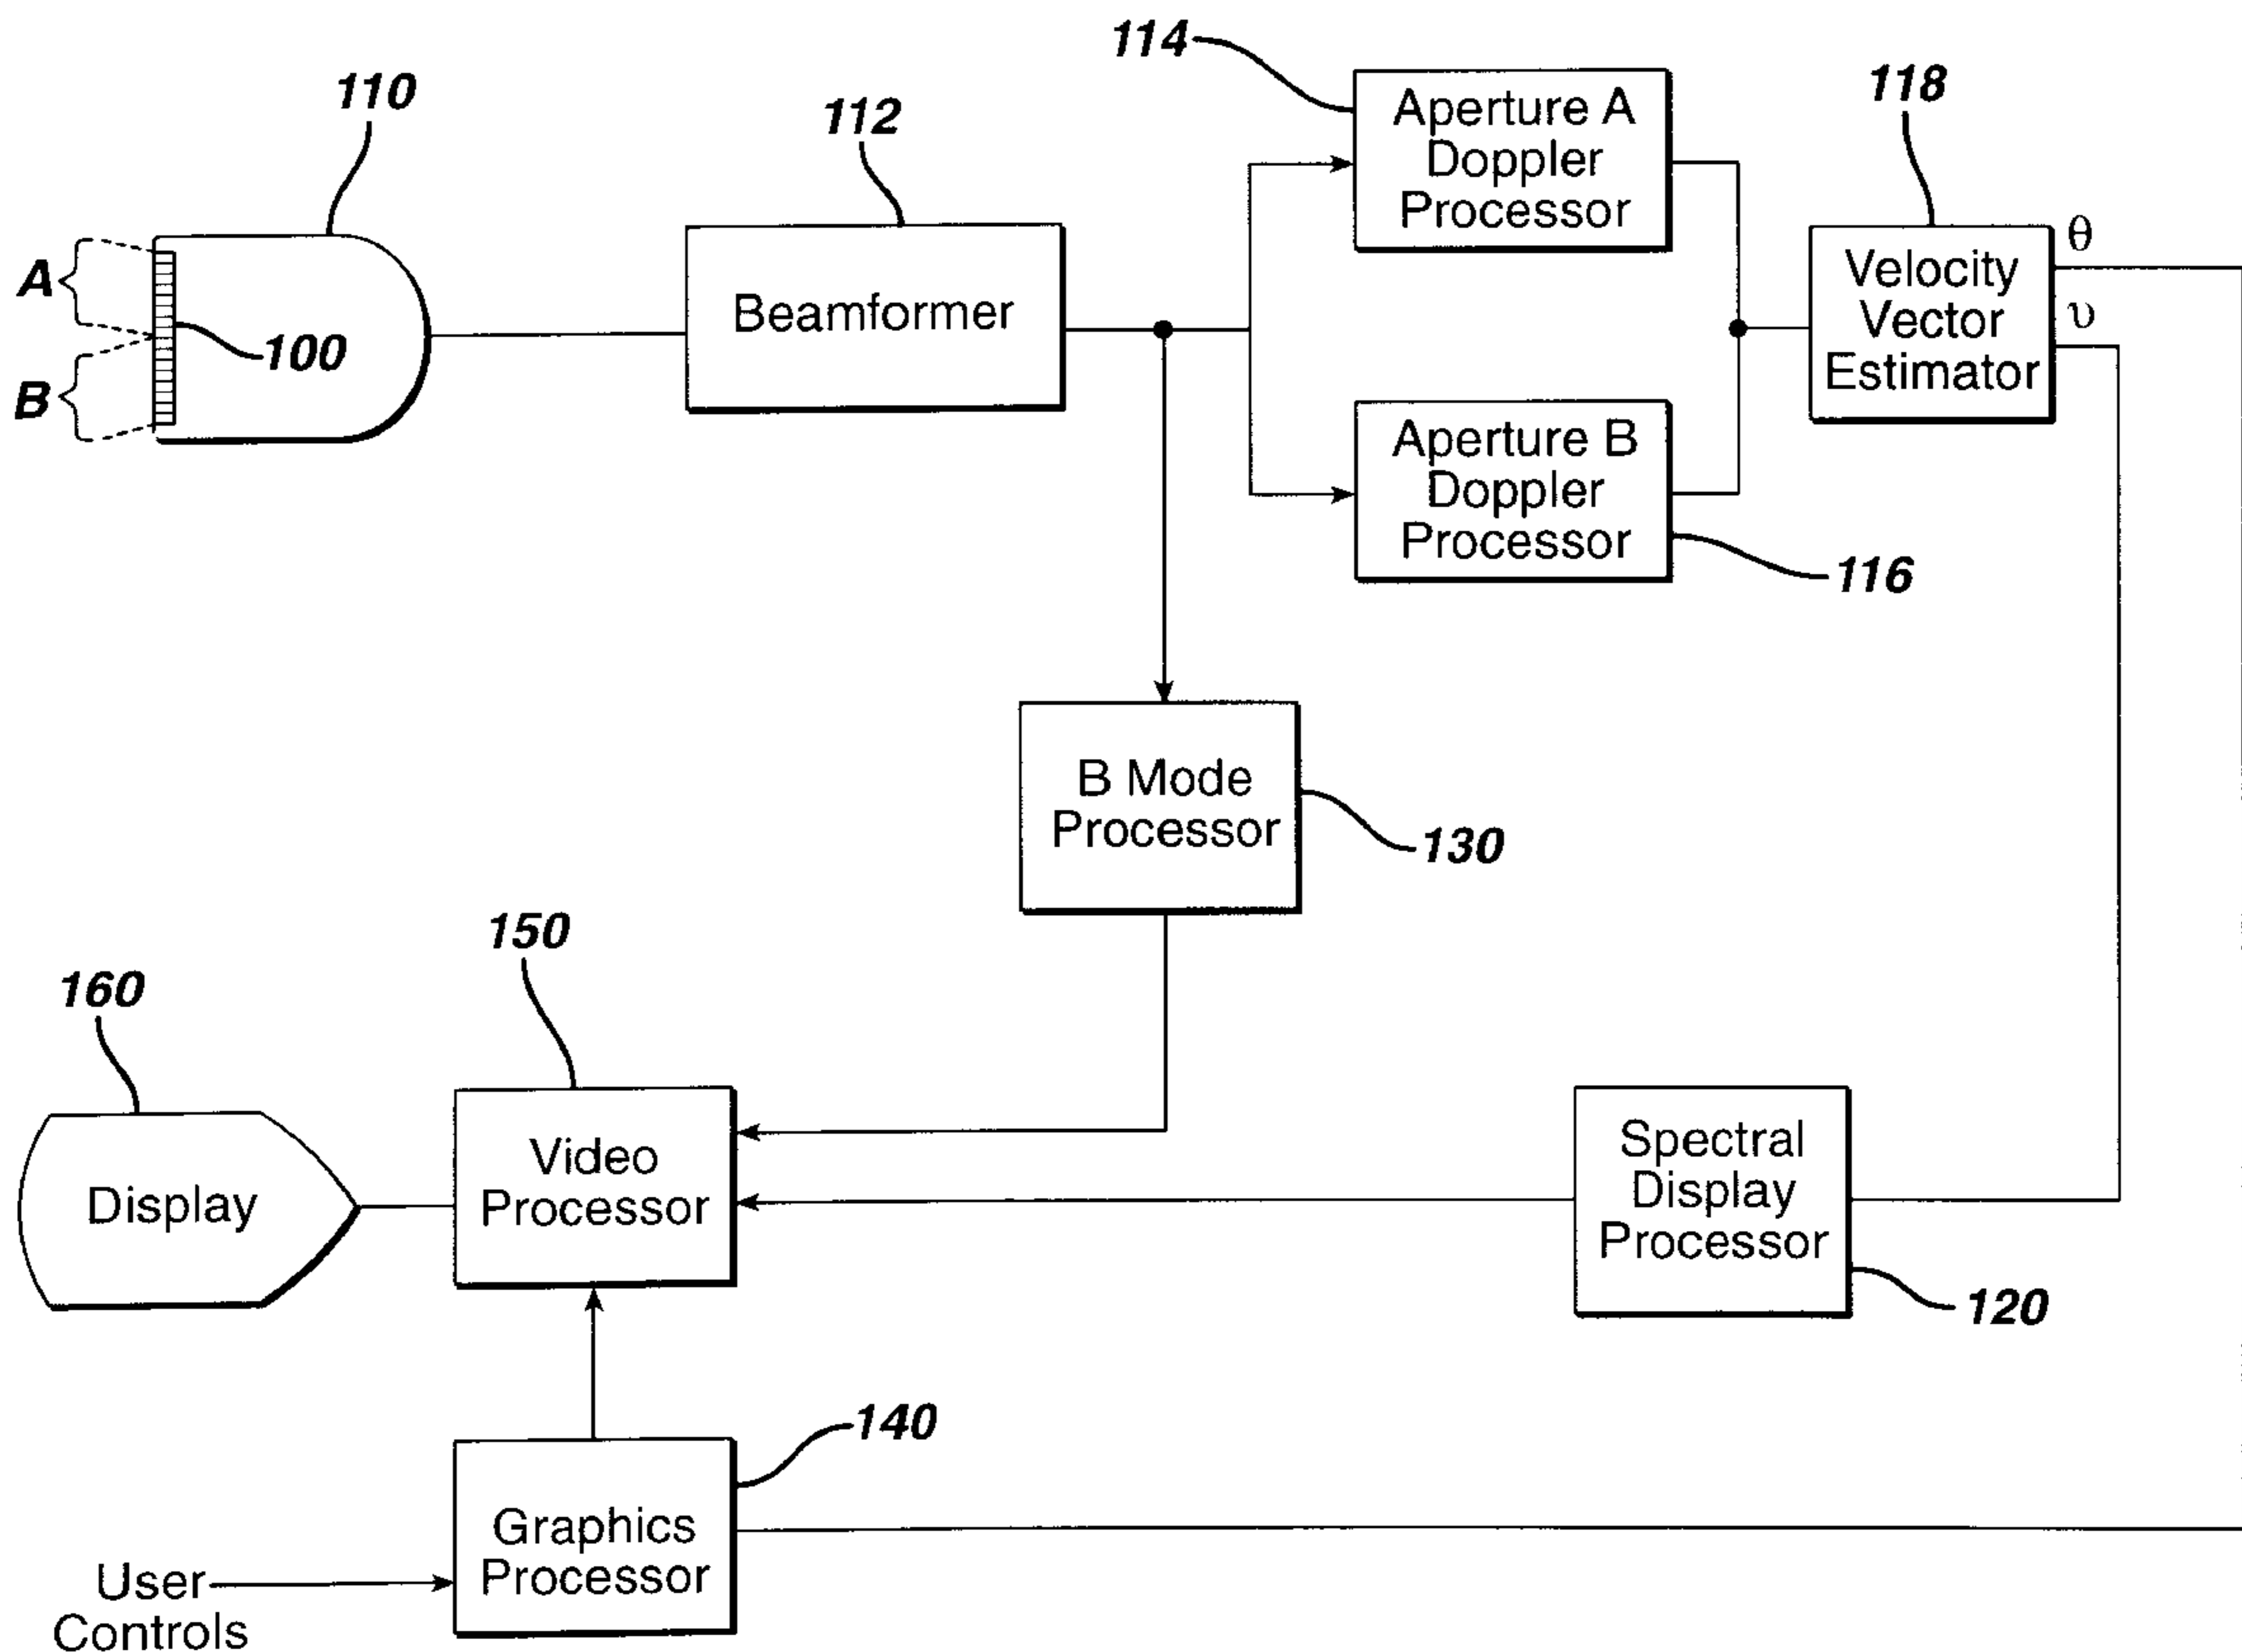 110
A
B
100
112
Beamformer
114
Aperture A
Doppler
Processor
Aperture B
Doppler
Processor
116
118
Velocity
Vector
Estimator
θ
υ
B Mode
Processor
130
150
160
Display
Video
Processor
Spectral
Display
Processor
120
140
Graphics
Processor
User
Controls